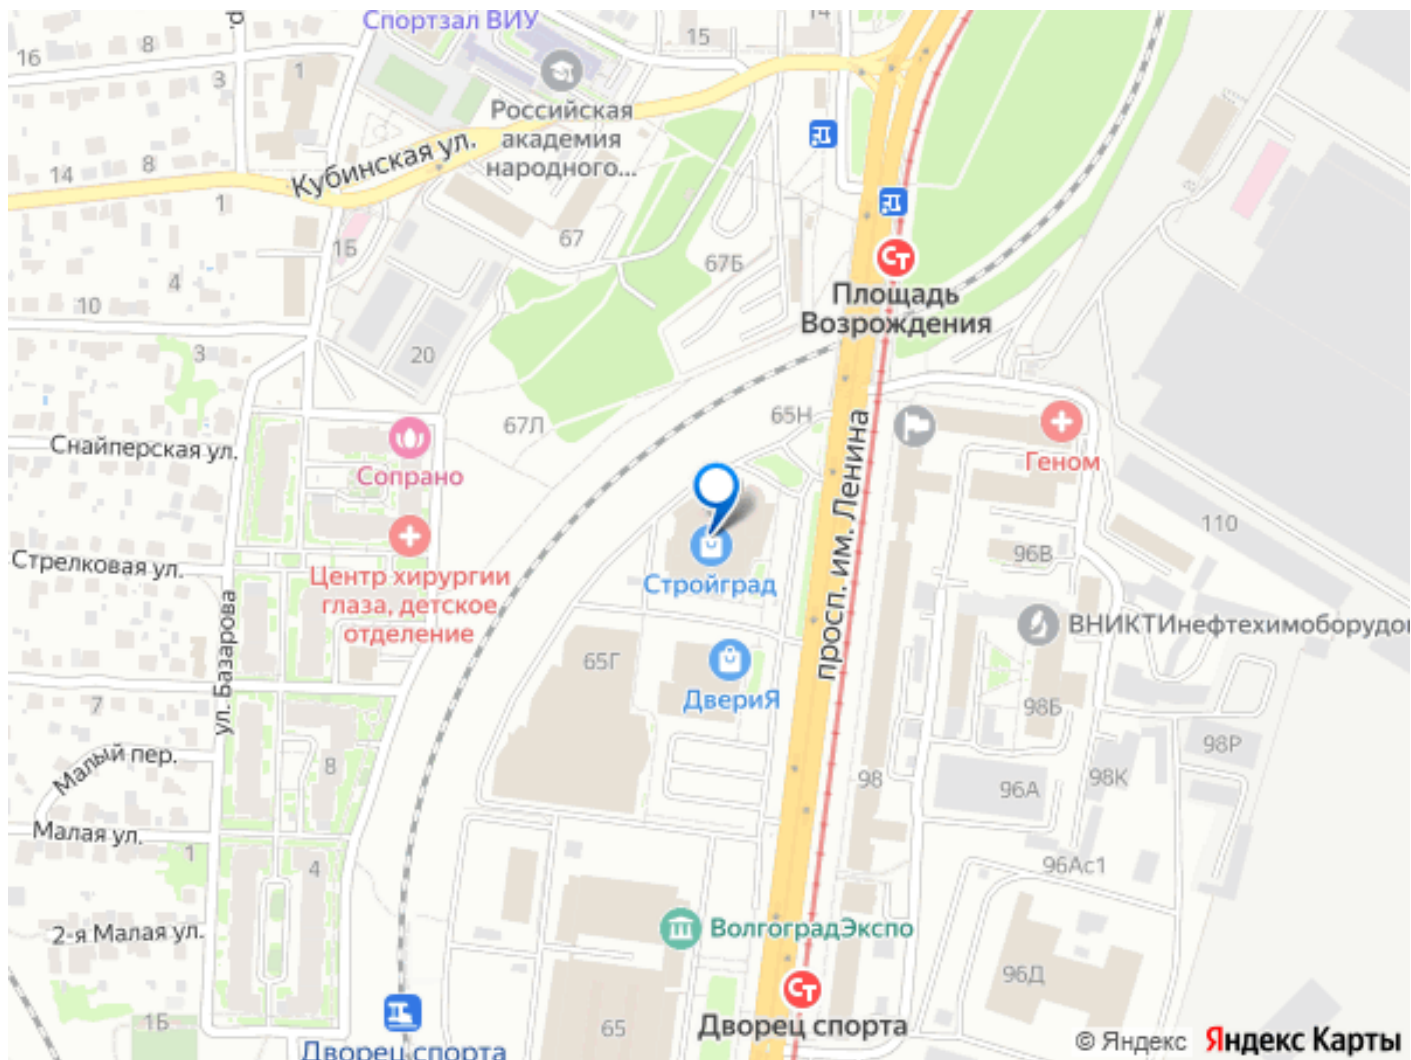 Спортзал ВИУ
14
15
8
16
3
1
Российская
академия
народного...
Кубинская ул.
14
8
1
1Б
67
67Б
4
10
Площадь
Возрождения
3
20
67Л
65Н
просп. им. Ленина
Снайперская ул.
Сопрано
Геном
110
96В
Стрелковая ул.
Центр хирургии
глаза, детское
отделение
Стройград
ВНИКТИнефтехимоборудо
ул. Базарова
65Г
ДвериЯ
7
98Б
98Р
Малый пер.
8
98
96А
98К
Малая ул.
1
4
96Ас1
2-я Малая ул.
ВолгоградЭкспо
96Д
1Б
65
Дворец спорта
Дворец спорта
© Яндекс Яндекс Карты